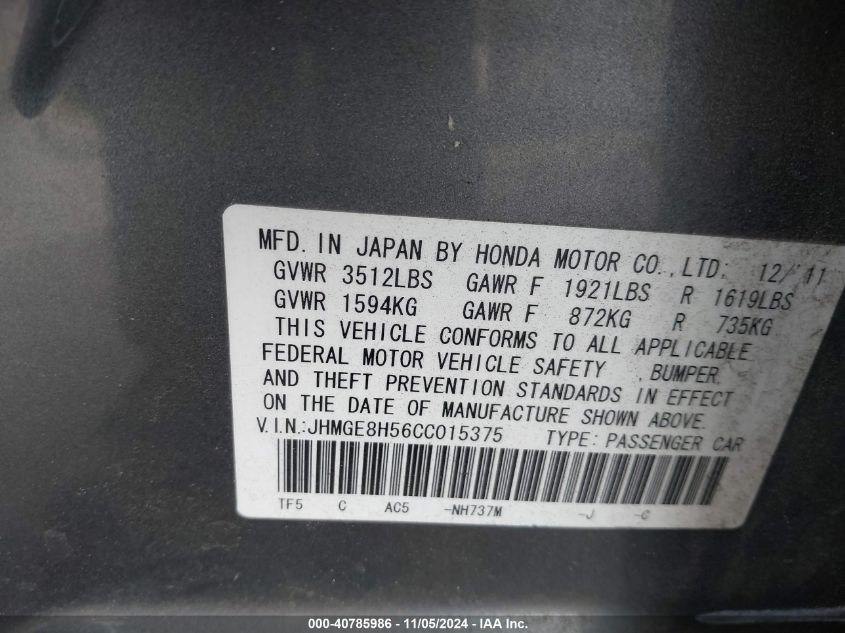 MFD. IN JAPAN BY HONDA MOTOR CO., LTD. 12/11
GVWR 3512LBS GAWR F 1921LBS R 1619LBS
GVWR 1594KG GAWR F 872KG R 735KG
THIS VEHICLE CONFORMS TO ALL APPLICABLE
FEDERAL MOTOR VEHICLE SAFETY , BUMPER,
AND THEFT PREVENTION STANDARDS IN EFFECT
ON THE DATE OF MANUFACTURE SHOWN ABOVE.
V.I.N.:JHMGE8H56CC015375 TYPE: PASSENGER CAR
TF5 C AC5 -NH737M -J -C
000-40785986 - 11/05/2024 - IAA Inc.